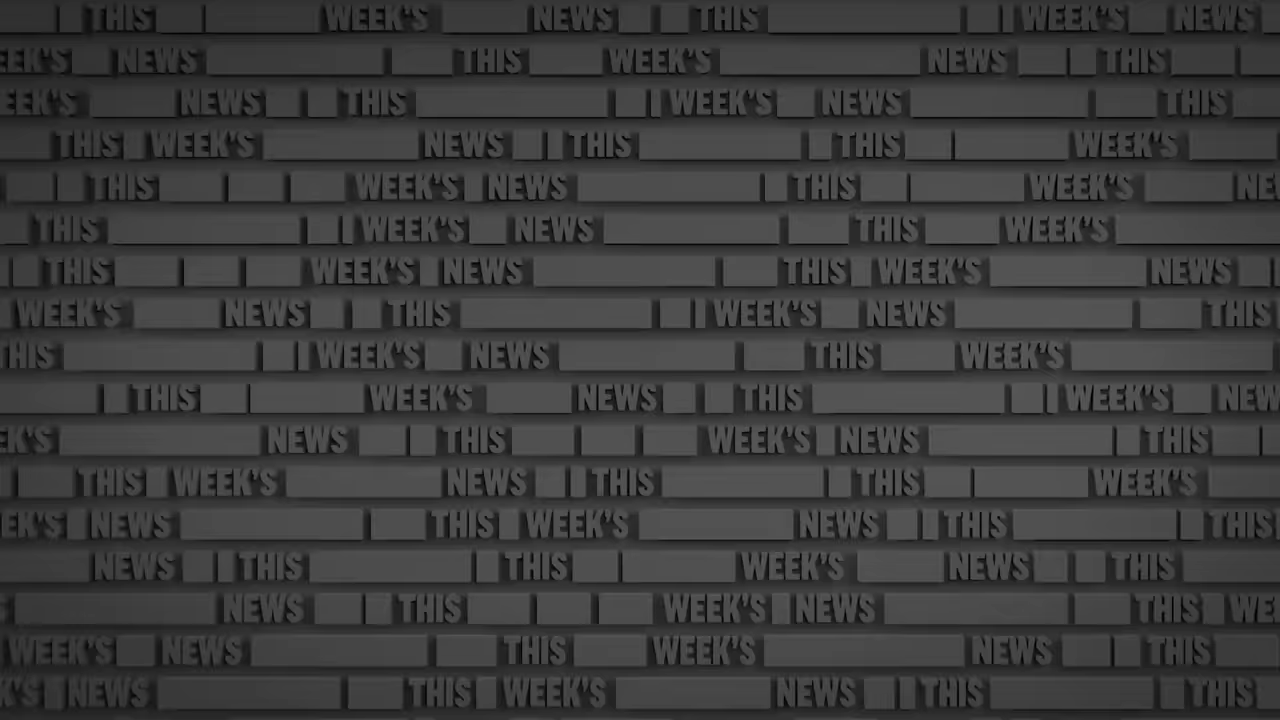 THIS WEEK'S NEWS THIS WEEK'S NEWS
EEK'S NEWS THIS WEEK'S NEWS THIS
EEK'S NEWS THIS WEEK'S NEWS THIS
THIS WEEK'S NEWS THIS THIS WEEK'S
THIS WEEK'S NEWS THIS WEEK'S NE
THIS WEEK'S NEWS THIS WEEK'S
THIS WEEK'S NEWS THIS WEEK'S NEWS
WEEK'S NEWS THIS WEEK'S NEWS THIS
THIS WEEK'S NEWS THIS WEEK'S
THIS WEEK'S NEWS THIS WEEK'S NEW
EK'S NEWS THIS WEEK'S NEWS THIS
THIS WEEK'S NEWS THIS THIS WEEK'S
EK'S NEWS THIS WEEK'S NEWS THIS THIS
NEWS THIS THIS WEEK'S NEWS THIS
S NEWS THIS WEEK'S NEWS THIS WE
WEEK'S NEWS THIS WEEK'S NEWS THIS
K'S NEWS THIS WEEK'S NEWS THIS THIS